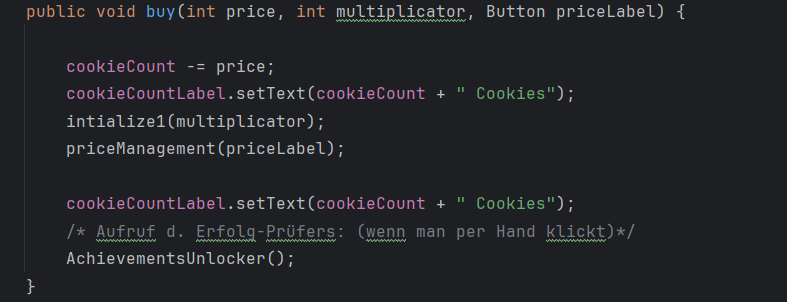 public void buy(int price, int multiplicator, Button priceLabel) {
cookieCount -= price;
cookieCountLabel.setText(cookieCount + " Cookies");
intialize1(multiplicator);
priceManagement(priceLabel);
cookieCountLabel.setText(cookieCount + " Cookies");
/* Aufruf d. Erfolg-Prüfers: (wenn man per Hand klickt)*/
AchievementsUnlocker();
}